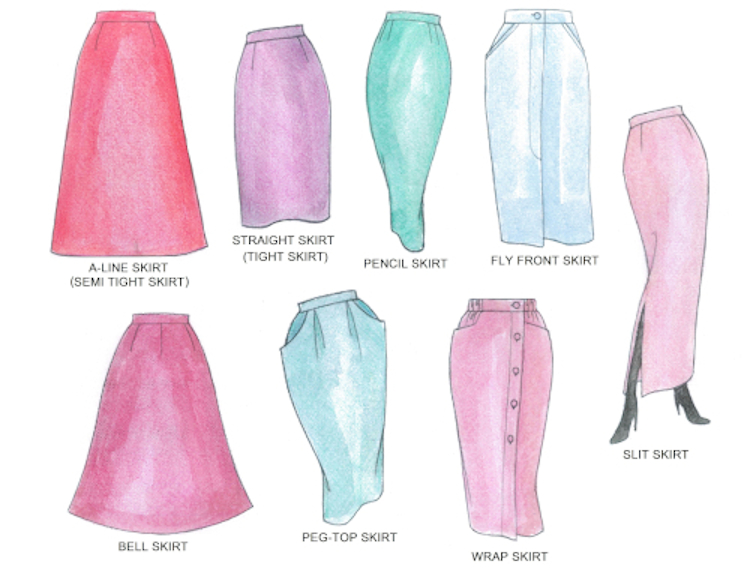 A-LINE SKIRT
(SEMI TIGHT SKIRT)
STRAIGHT SKIRT
(TIGHT SKIRT)
PENCIL SKIRT
FLY FRONT SKIRT
SLIT SKIRT
BELL SKIRT
PEG-TOP SKIRT
WRAP SKIRT